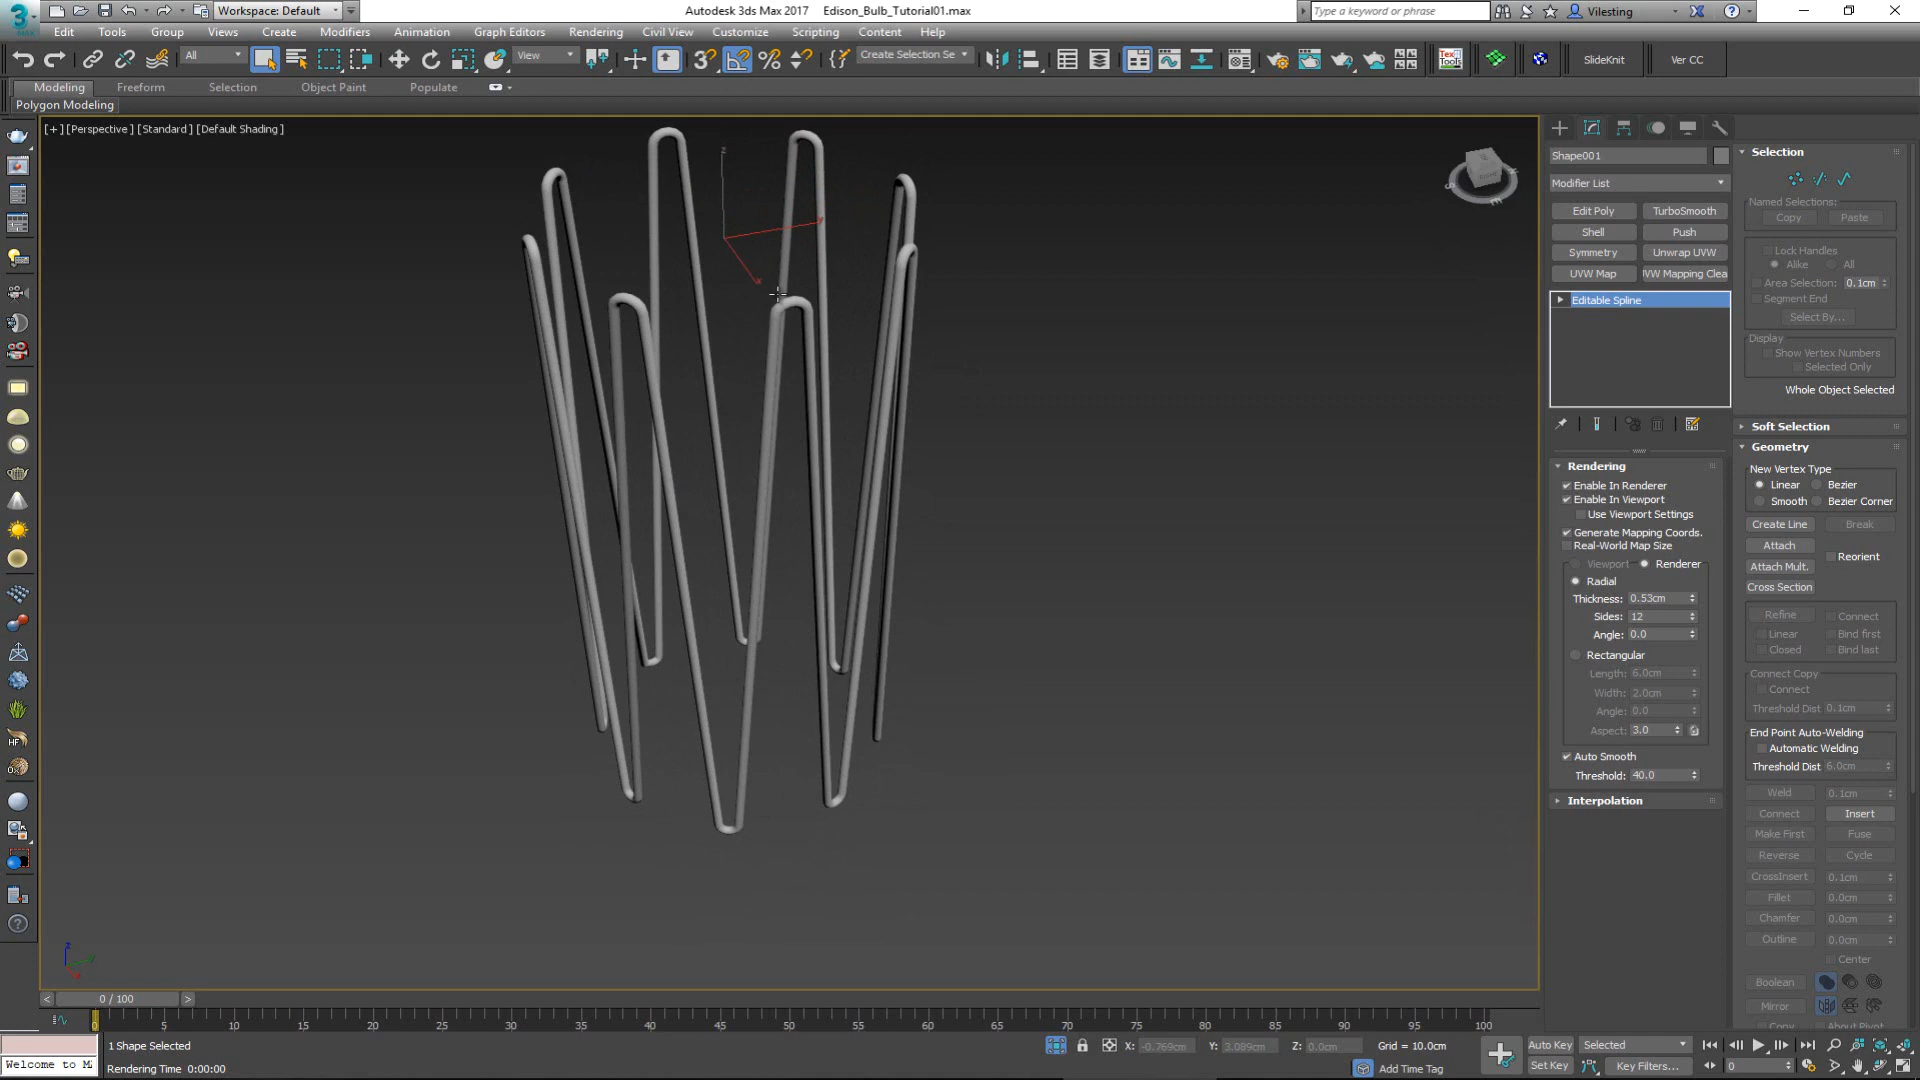 Workspace: Default
Autodesk 3ds Max 2017 Edison_Bulb_Tutorial01.max
Type a keyword or phrase
Vilesting
Edit Tools Group Views Create Modifiers Animation Graph Editors Rendering Civil View Customize Scripting Content Help
All View Create Selection Se SlideKnit Ver CC
Modeling Freeform Selection Object Paint Populate
Polygon Modeling
[+] [Perspective ] [Standard ] [Default Shading ]
Shape001
Modifier List
Edit Poly TurboSmooth
Shell Push
Symmetry Unwrap UVW
UVW Map UVW Mapping Clea
Editable Spline
Rendering
Enable In Renderer
Enable In Viewport
Use Viewport Settings
Generate Mapping Coords.
Real-World Map Size
Viewport Renderer
Radial
Thickness: 0.53cm
Sides: 12
Angle: 0.0
Rectangular
Length: 6.0cm
Width: 2.0cm
Angle: 0.0
Aspect: 3.0
Auto Smooth
Threshold: 40.0
Interpolation
Selection
Named Selections:
Copy Paste
Lock Handles
Alike All
Area Selection: 0.1cm
Segment End
Select By...
Display
Show Vertex Numbers
Selected Only
Whole Object Selected
Soft Selection
Geometry
New Vertex Type
Linear Bezier
Smooth Bezier Corner
Create Line Break
Attach Reorient
Attach Mult.
Cross Section
Refine Connect
Linear Bind first
Closed Bind last
Connect Copy
Connect
Threshold Dist 0.1cm
End Point Auto-Welding
Automatic Welding
Threshold Dist 6.0cm
Weld 0.1cm
Connect Insert
Make First Fuse
Reverse Cycle
CrossInsert 0.1cm
Fillet 0.0cm
Chamfer 0.0cm
Outline 0.0cm
Center
Boolean
Mirror
Copy About Pivot
< 0 / 100 >
0 5 10 15 20 25 30 35 40 45 50 55 60 65 70 75 80 85 90 95 100
1 Shape Selected
X: -0.769cm Y: 3.089cm Z: 0.0cm Grid = 10.0cm
Auto Key Selected
Welcome to M
Rendering Time 0:00:00
Add Time Tag
Set Key Key Filters... 0